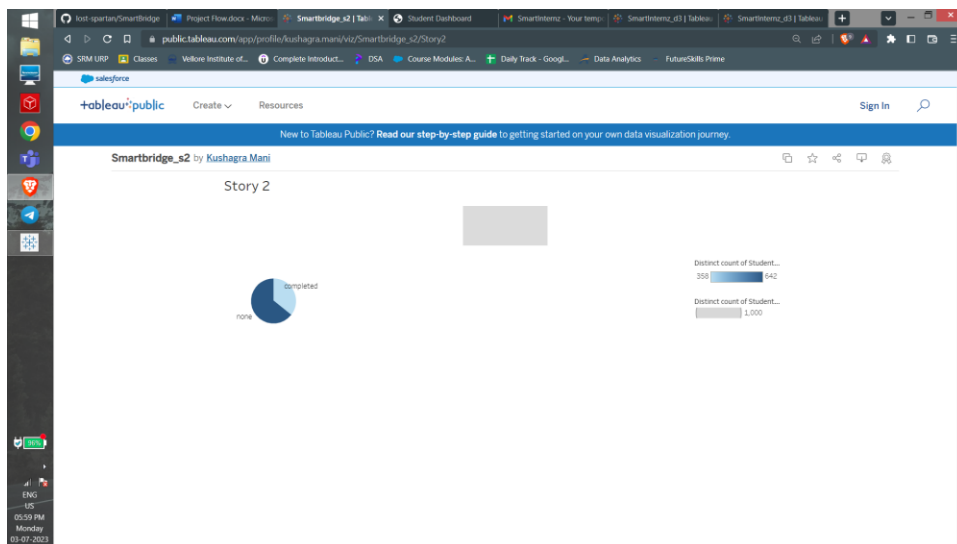 lost-spartan/SmartBridge
Project Flow.docx - Micros
Smartbridge_s2 | Tabl
Student Dashboard
SmartInternz - Your temp
SmartInternz_d3 | Tableau
SmartInternz_d3 | Tableau
public.tableau.com/app/profile/kushagra.mani/viz/Smartbridge_s2/Story2
SRM URP
Classes
Vellore Institute of...
Complete Introduct...
DSA
Course Modules: A...
Daily Track - Googl...
Data Analytics
FutureSkills Prime
salesforce
+ableau public
Create
Resources
Sign In
New to Tableau Public? Read our step-by-step guide to getting started on your own data visualization journey.
Smartbridge_s2 by Kushagra Mani
Story 2
completed
none
Distinct count of Student...
358
642
Distinct count of Student...
1,000
96%
ENG
US
05:59 PM
Monday
03-07-2023